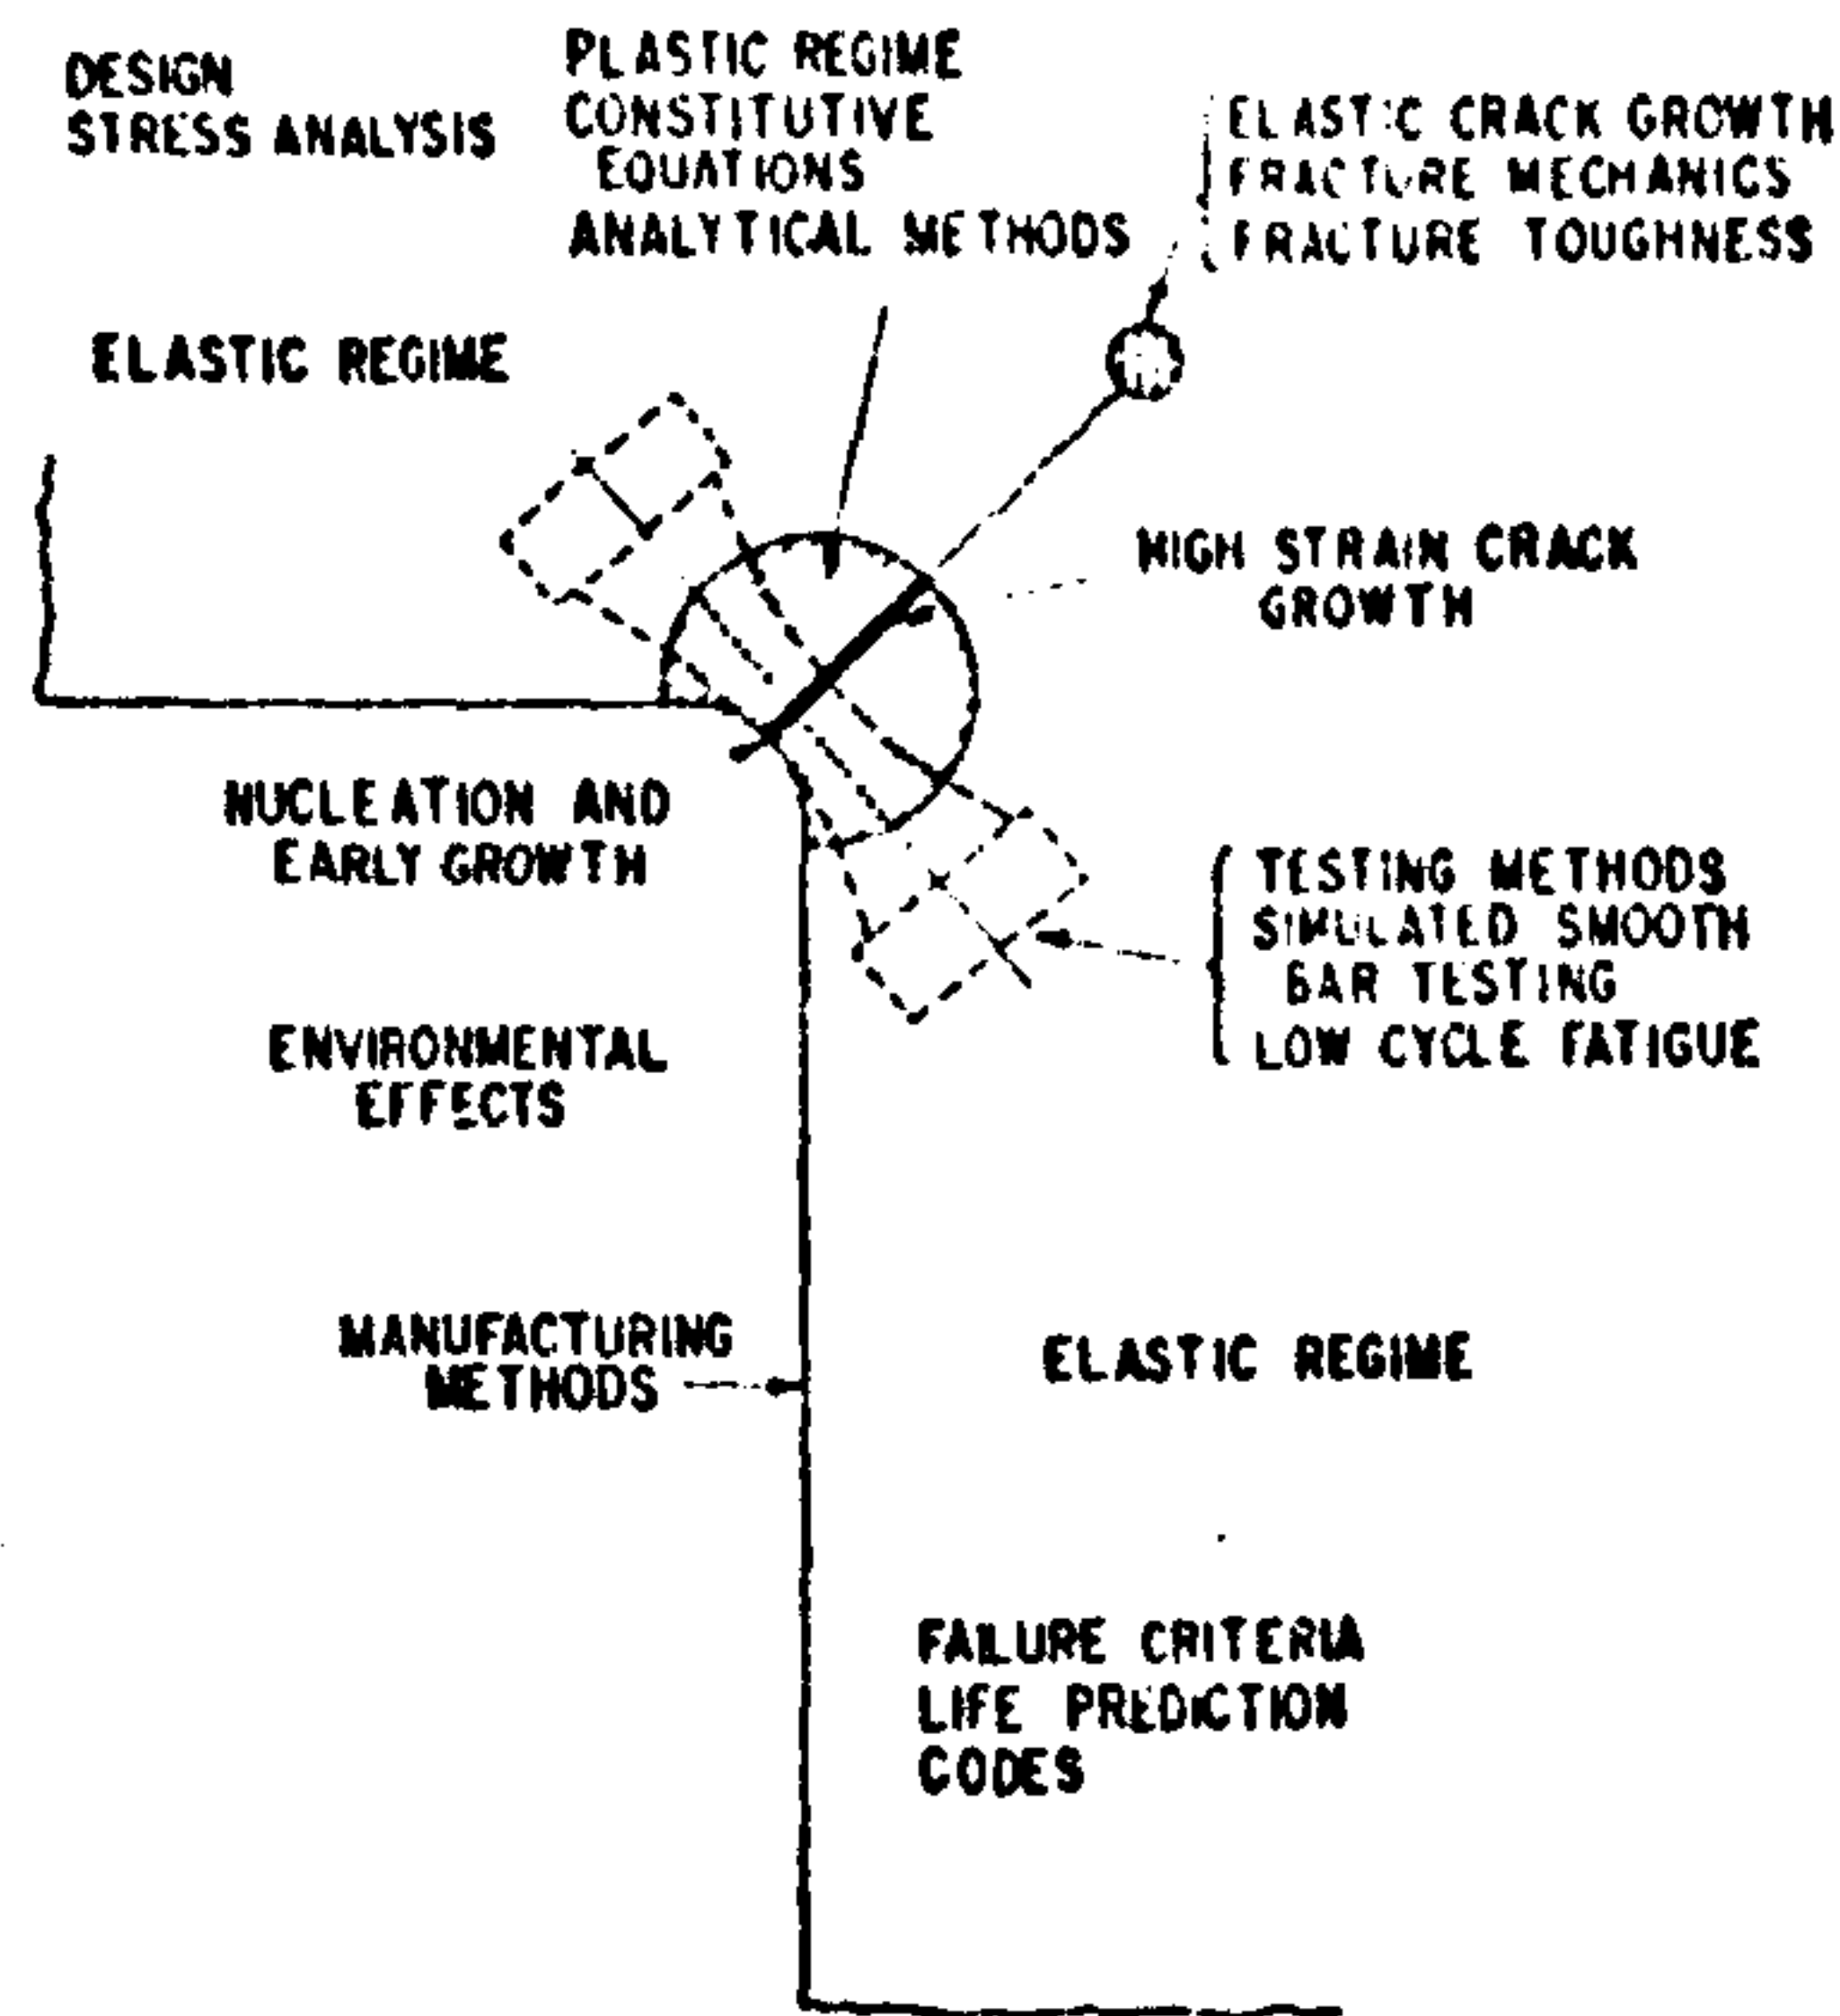 DESIGN
STRESS ANALYSIS
PLASTIC REGIME
CONSTITUTIVE
EQUATIONS
ANALYTICAL METHODS
ELASTIC CRACK GROWTH
FRACTURE MECHANICS
FRACTURE TOUGHNESS
ELASTIC REGIME
HIGH STRAIN CRACK
GROWTH
NUCLEATION AND
EARLY GROWTH
TESTING METHODS
SIMULATED SMOOTH
BAR TESTING
LOW CYCLE FATIGUE
ENVIRONMENTAL
EFFECTS
MANUFACTURING
METHODS
ELASTIC REGIME
FAILURE CRITERIA
LIFE PREDICTION
CODES